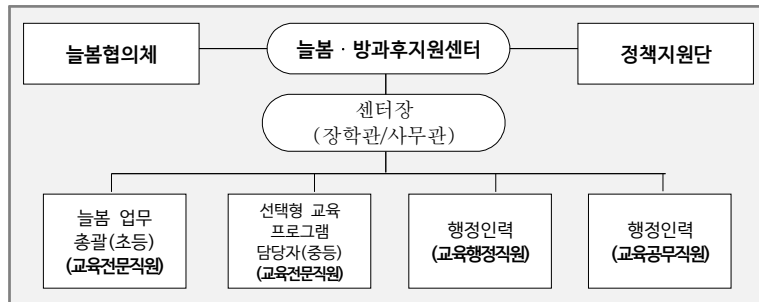 늘봄협의체
늘봄 · 방과후지원센터
정책지원단
센터장
(장학관/사무관)
늘봄 업무
총괄(초등)
(교육전문직원)
선택형 교육
프로그램
담당자(중등)
(교육전문직원)
행정인력
(교육행정직원)
행정인력
(교육공무직원)